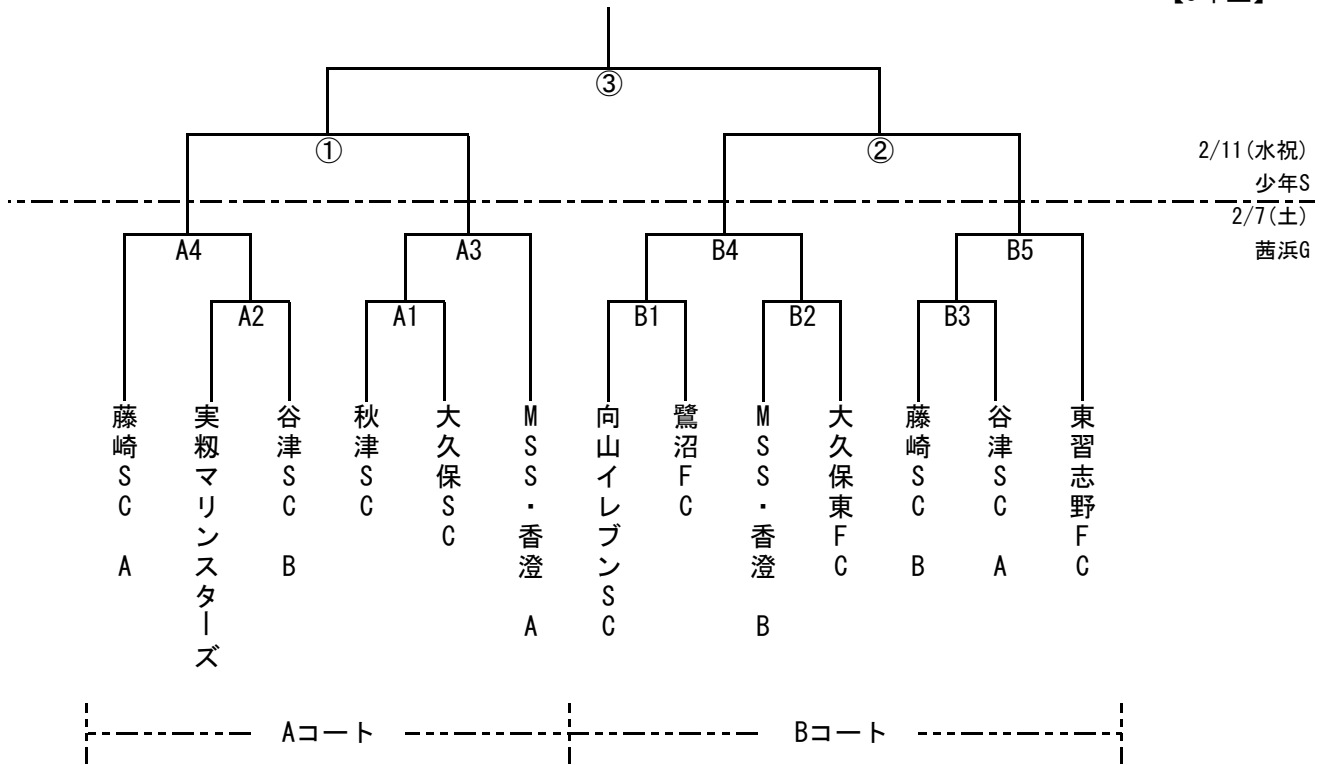 ③
①
②
2/11(水祝)
少年S
2/7(土)
茜浜G
A4
A3
B4
B5
A2
A1
B1
B2
B3
藤崎SC A
実籾マリンスターズ
谷津SC B
秋津SC
大久保SC
MSS・香澄 A
向山イレブンSC
鷺沼FC
MSS・香澄 B
大久保東FC
藤崎SC B
谷津SC A
東習志野FC
Aコート
Bコート